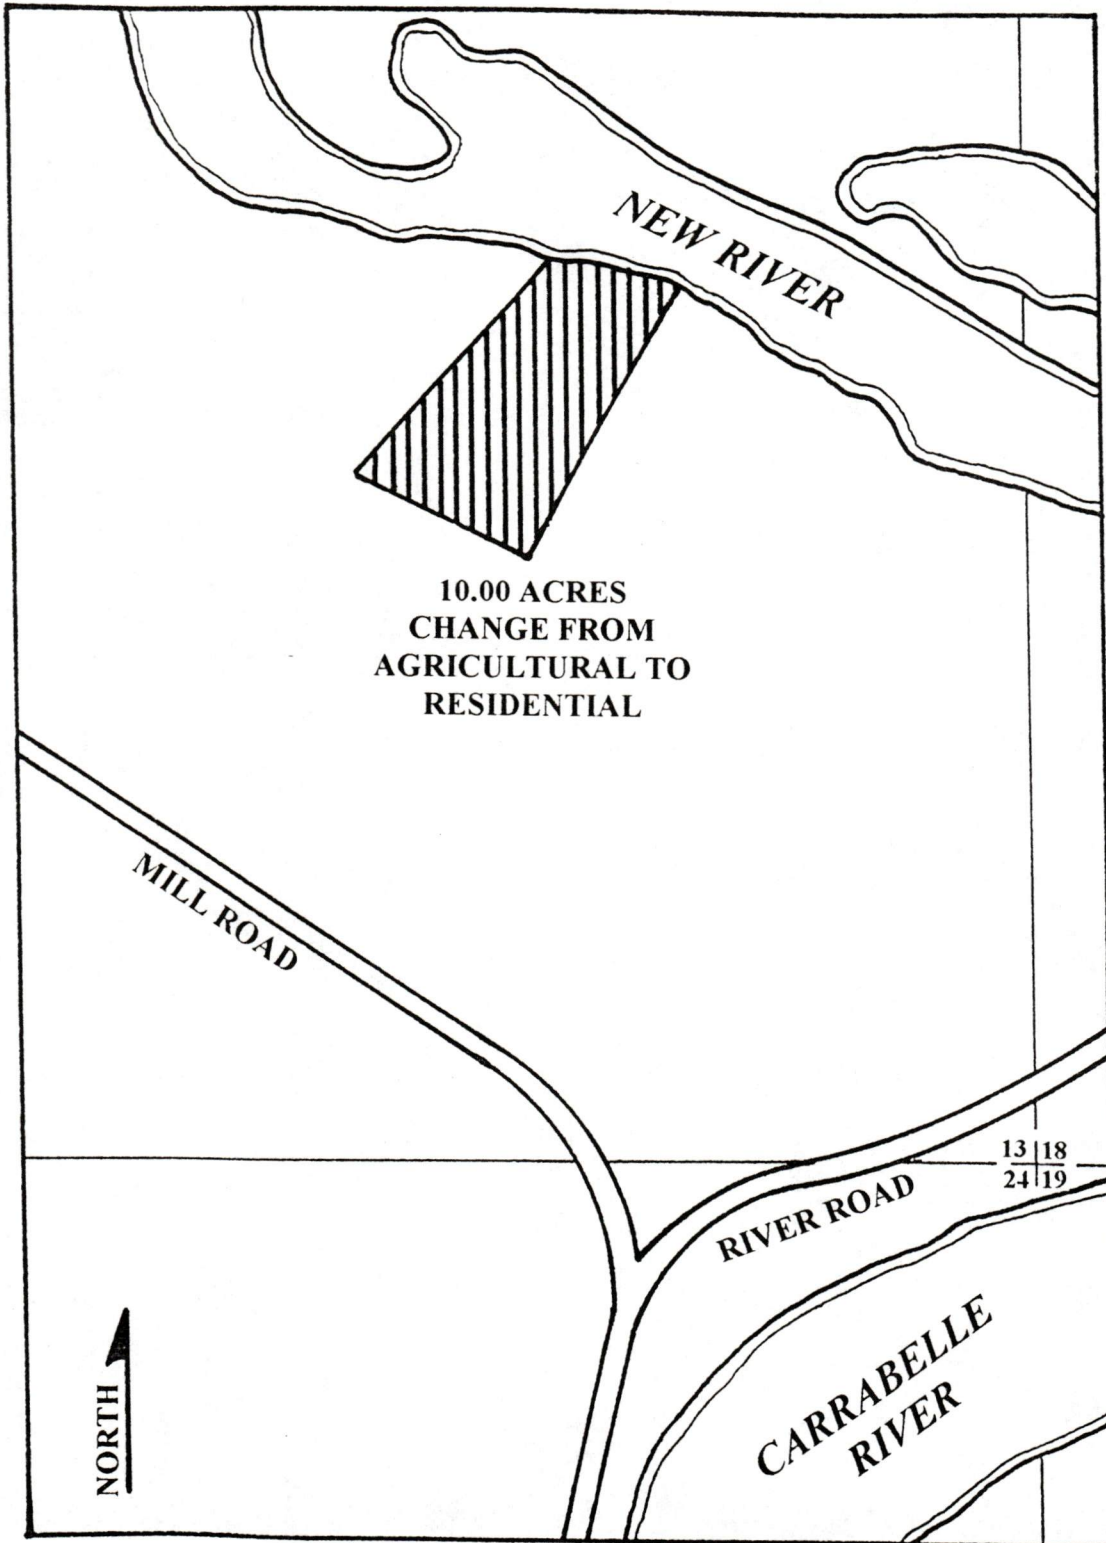 NEW RIVER
10.00 ACRES
CHANGE FROM
AGRICULTURAL TO
RESIDENTIAL
MILL ROAD
13 18
24 19
RIVER ROAD
CARRABELLE
RIVER
NORTH